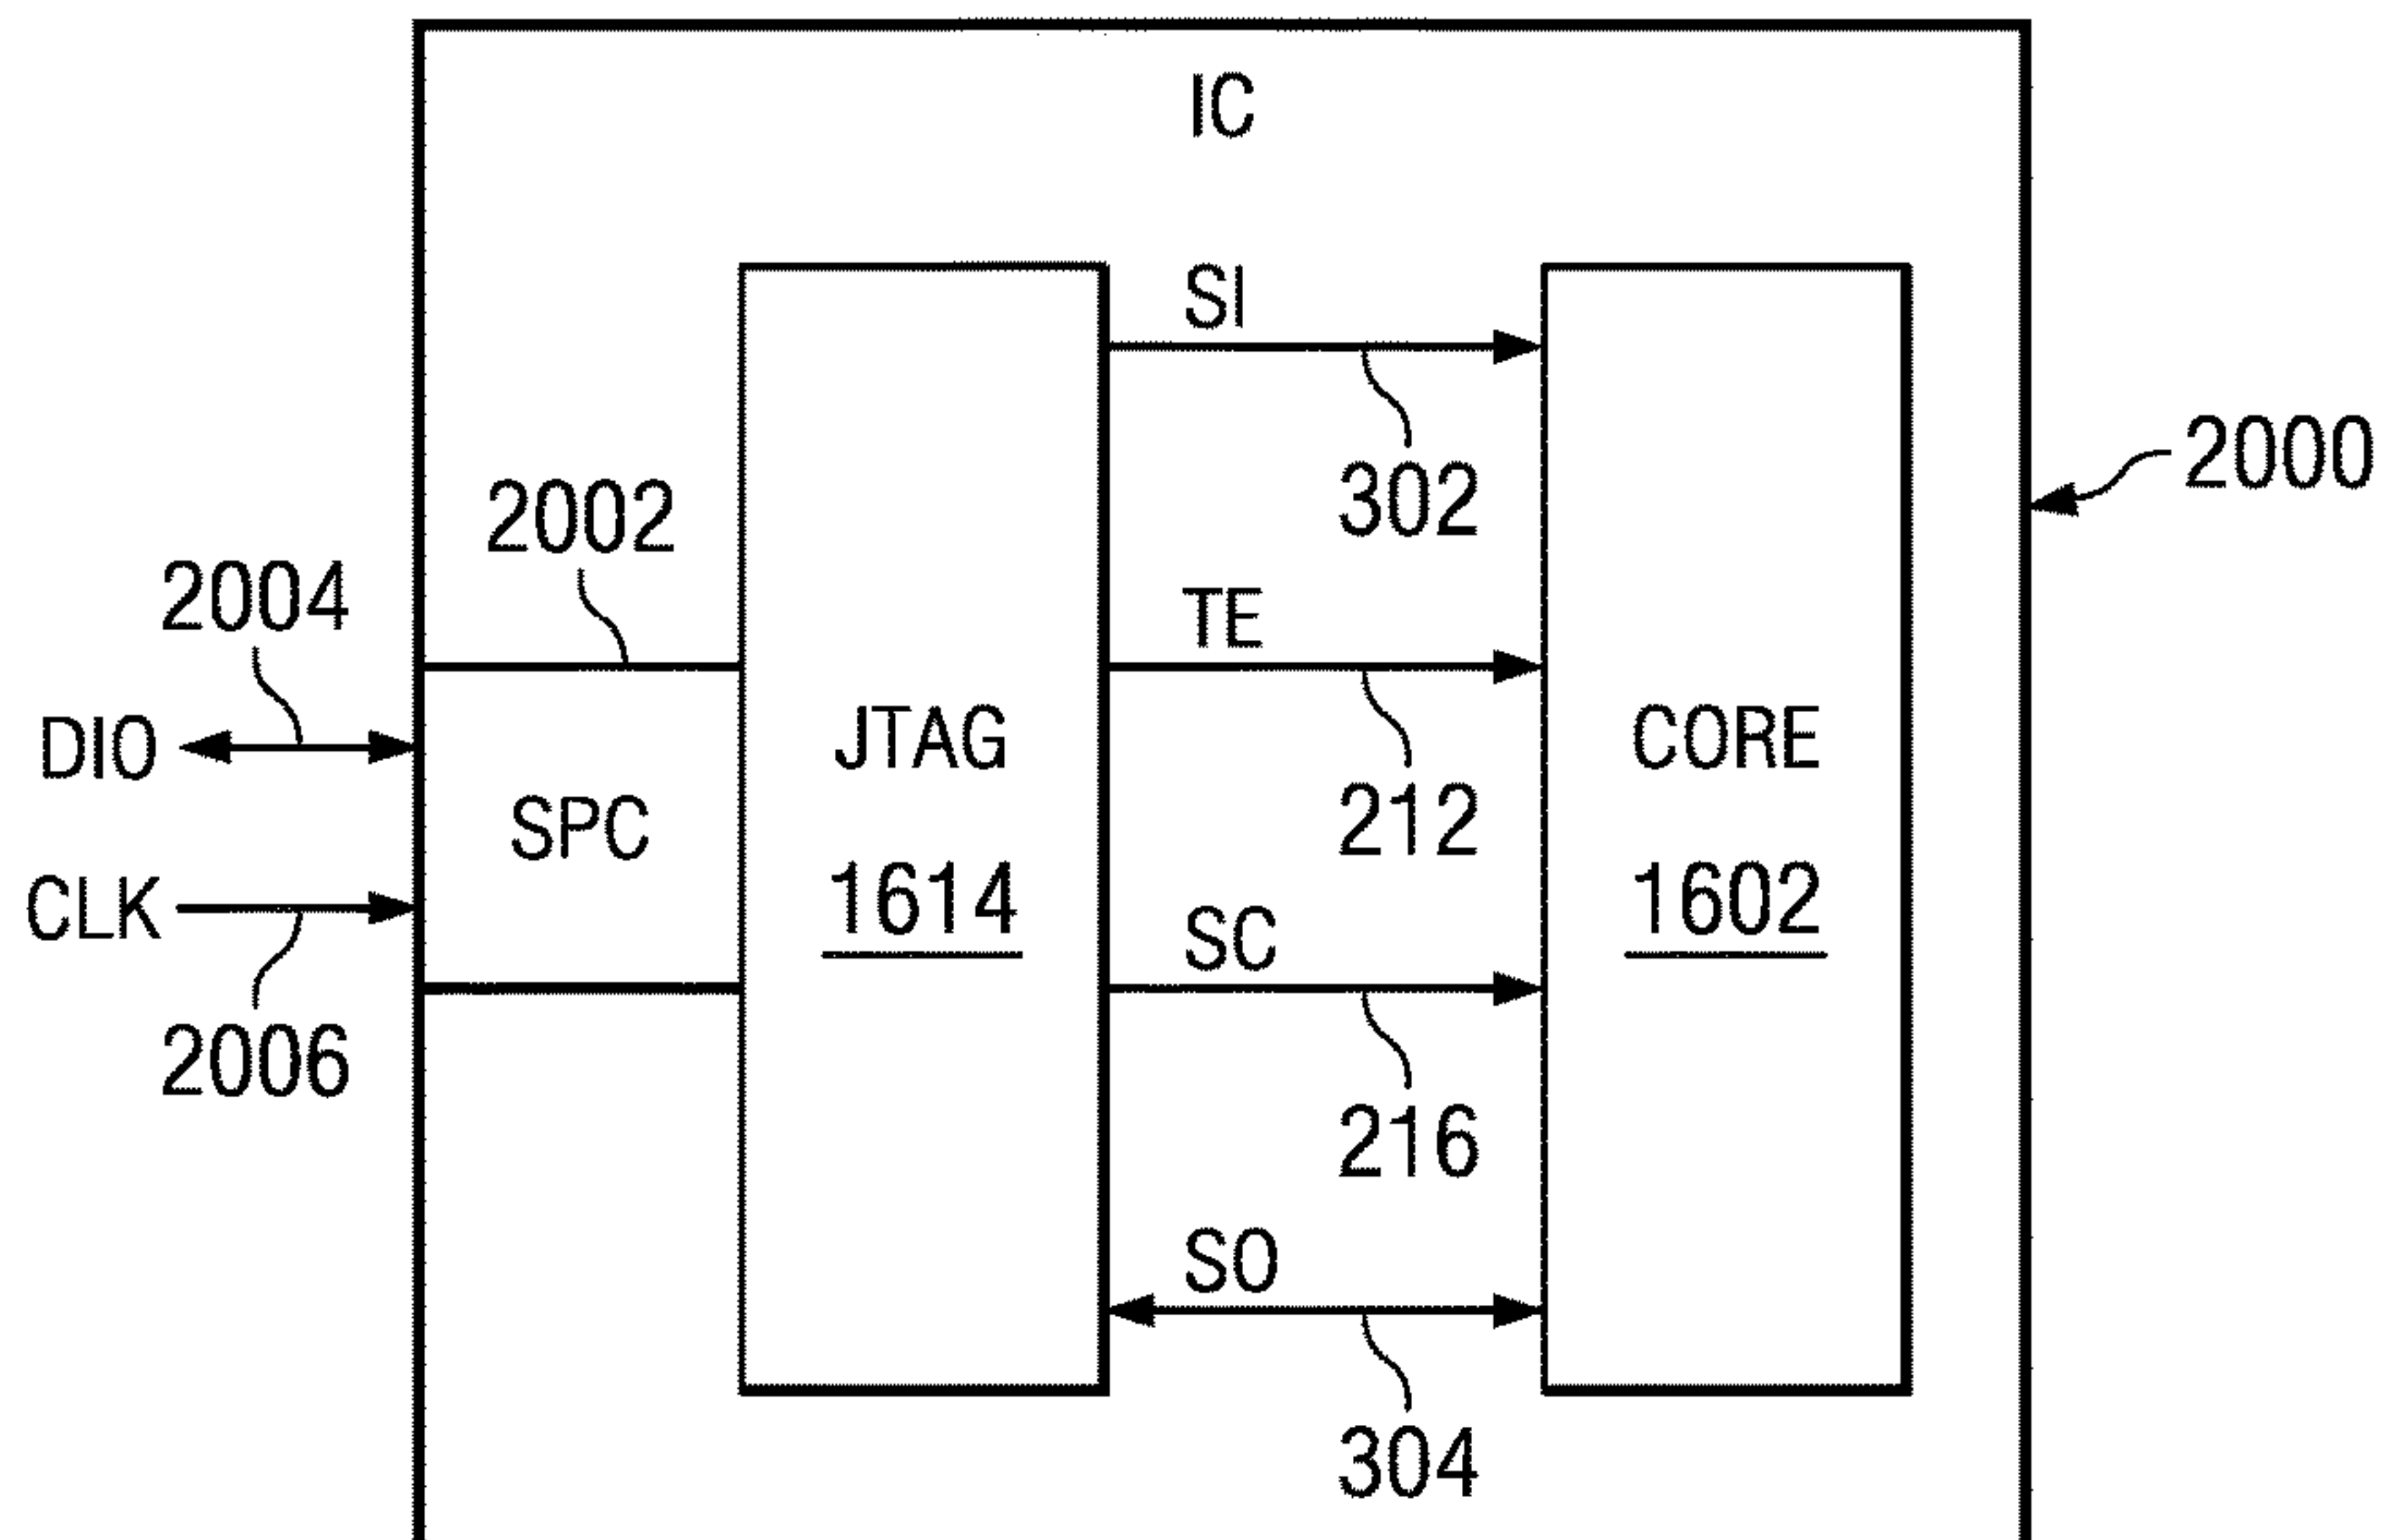 IC
SI
302
2000
2002
2004
TE
DIO
JTAG
CORE
212
SPC
CLK
1614
1602
SC
2006
216
SO
304